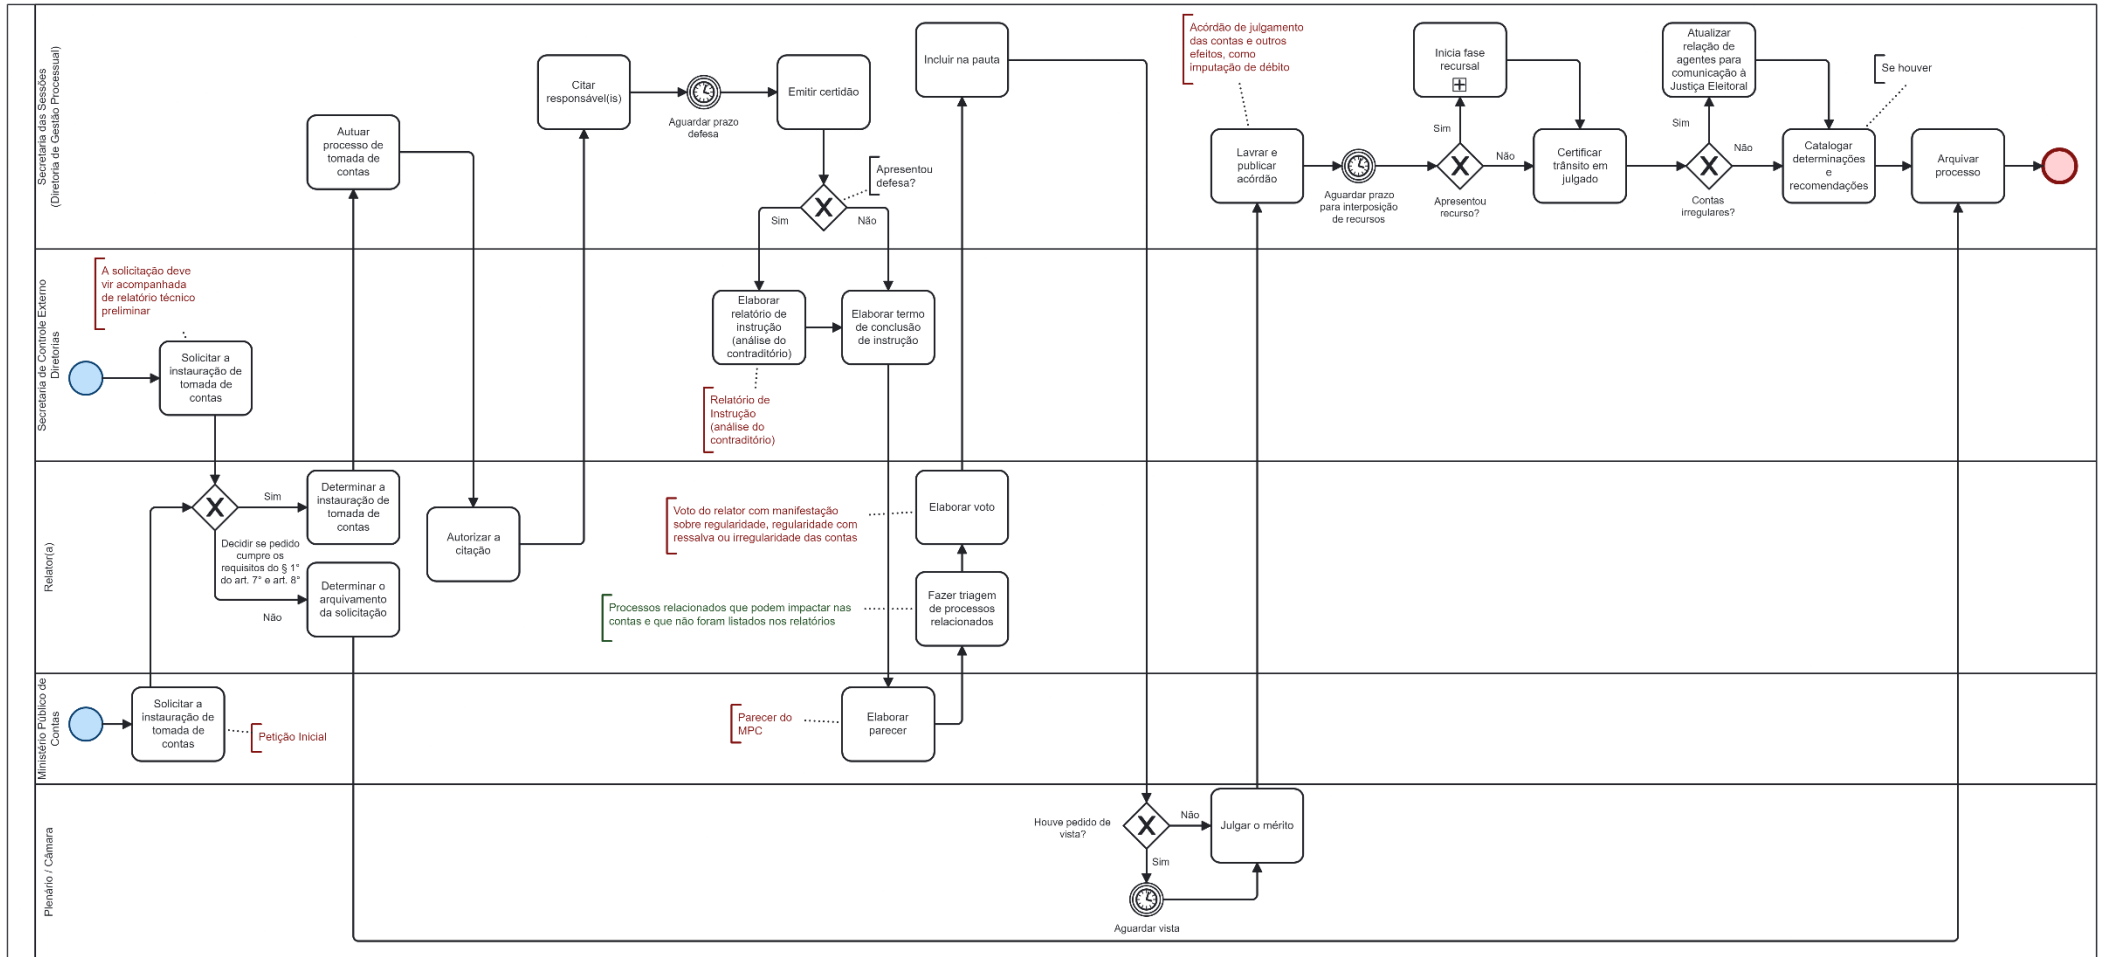 Secretaria das Sessões
(Diretoria de Gestão Processual)
Autuar
processo de
tomada de
contas
Citar
responsável(is)
Aguardar prazo
defesa
Emitir certidão
Apresentou
defesa?
Sim
Não
Incluir na pauta
Acórdão de julgamento
das contas e outros
efeitos, como
imputação de débito
Lavrar e
publicar
acórdão
Aguardar prazo
para interposição
de recursos
Inicia fase
recursal
Sim
Não
Apresentou
recurso?
Certificar
trânsito em
julgado
Atualizar
relação de
agentes para
comunicação à
Justiça Eleitoral
Sim
Não
Contas
irregulares?
Se houver
Catalogar
determinações
e
recomendações
Arquivar
processo
Secretaria de Controle Externo
Diretorias
A solicitação deve
vir acompanhada
de relatório técnico
preliminar
Solicitar a
instauração de
tomada de
contas
Elaborar
relatório de
instrução
(análise do
contraditório)
Elaborar termo
de conclusão
de instrução
Relatório de
Instrução
(análise do
contraditório)
Relator(a)
Sim
Determinar a
instauração de
tomada de
contas
Decidir se pedido
cumpre os
requisitos do § 1°
do art. 7° e art. 8°
Não
Determinar o
arquivamento
da solicitação
Autorizar a
citação
Voto do relator com manifestação
sobre regularidade, regularidade com
ressalva ou irregularidade das contas
Elaborar voto
Processos relacionados que podem impactar nas
contas e que não foram listados nos relatórios
Fazer triagem
de processos
relacionados
Ministério Público de
Contas
Solicitar a
instauração de
tomada de
contas
Petição Inicial
Parecer do
MPC
Elaborar
parecer
Plenário / Câmara
Houve pedido de
vista?
Não
Sim
Julgar o mérito
Aguardar vista